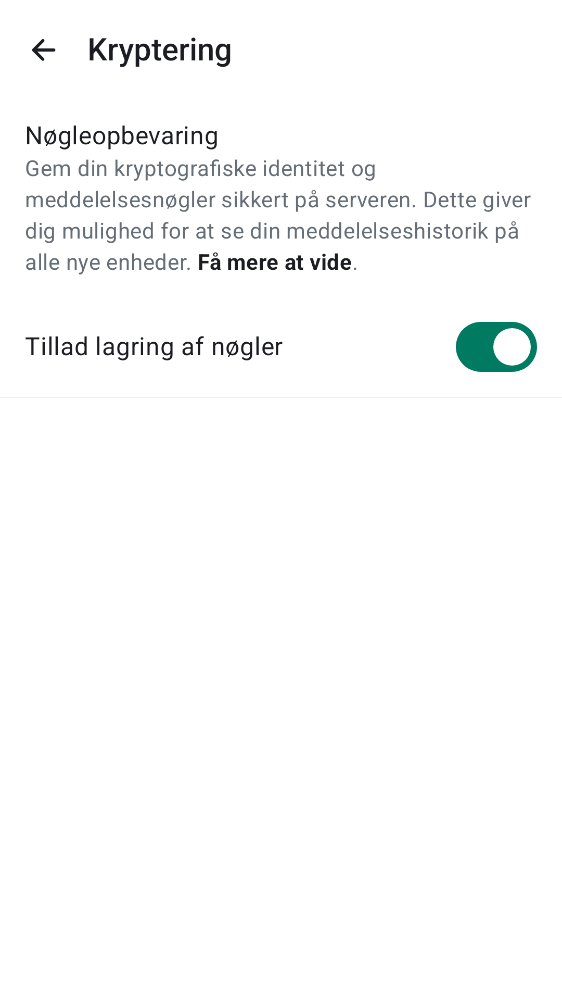 Kryptering
Nøgleopbevaring
Gem din kryptografiske identitet og
meddelelsesnøgler sikkert på serveren. Dette giver
dig mulighed for at se din meddelelseshistorik på
alle nye enheder. Få mere at vide.
Tillad lagring af nøgler